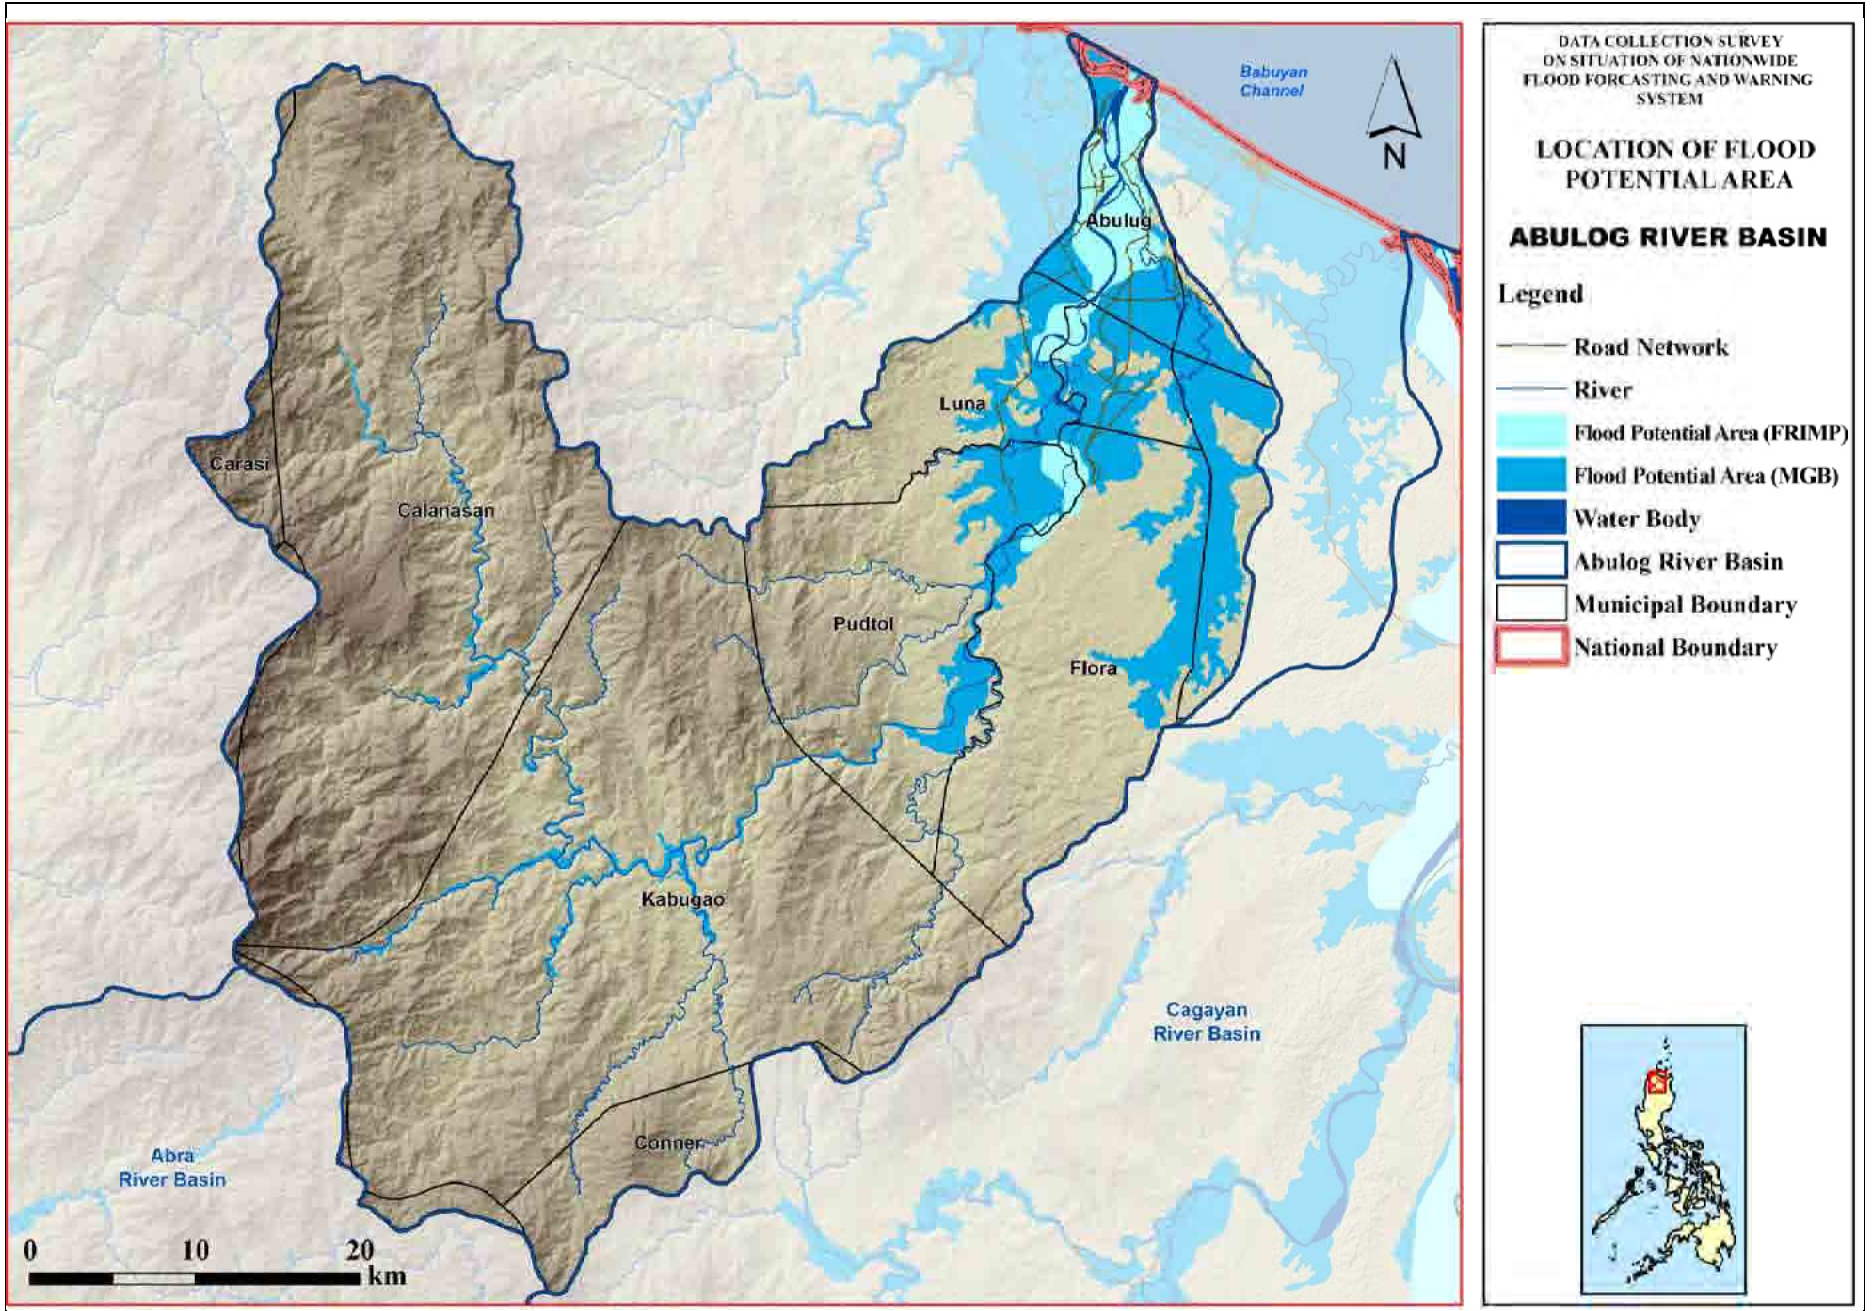 Babuyan
Channel
N
Abulug
Luna
Carasi
Calanasan
Pudtol
Flora
Kabugao
Cagayan
River Basin
Conner
Abra
River Basin
0 10 20
km
DATA COLLECTION SURVEY
ON SITUATION OF NATIONWIDE
FLOOD FORCASTING AND WARNING
SYSTEM
LOCATION OF FLOOD
POTENTIAL AREA
ABULOG RIVER BASIN
Legend
Road Network
River
Flood Potential Area (FRIMP)
Flood Potential Area (MGB)
Water Body
Abulog River Basin
Municipal Boundary
National Boundary